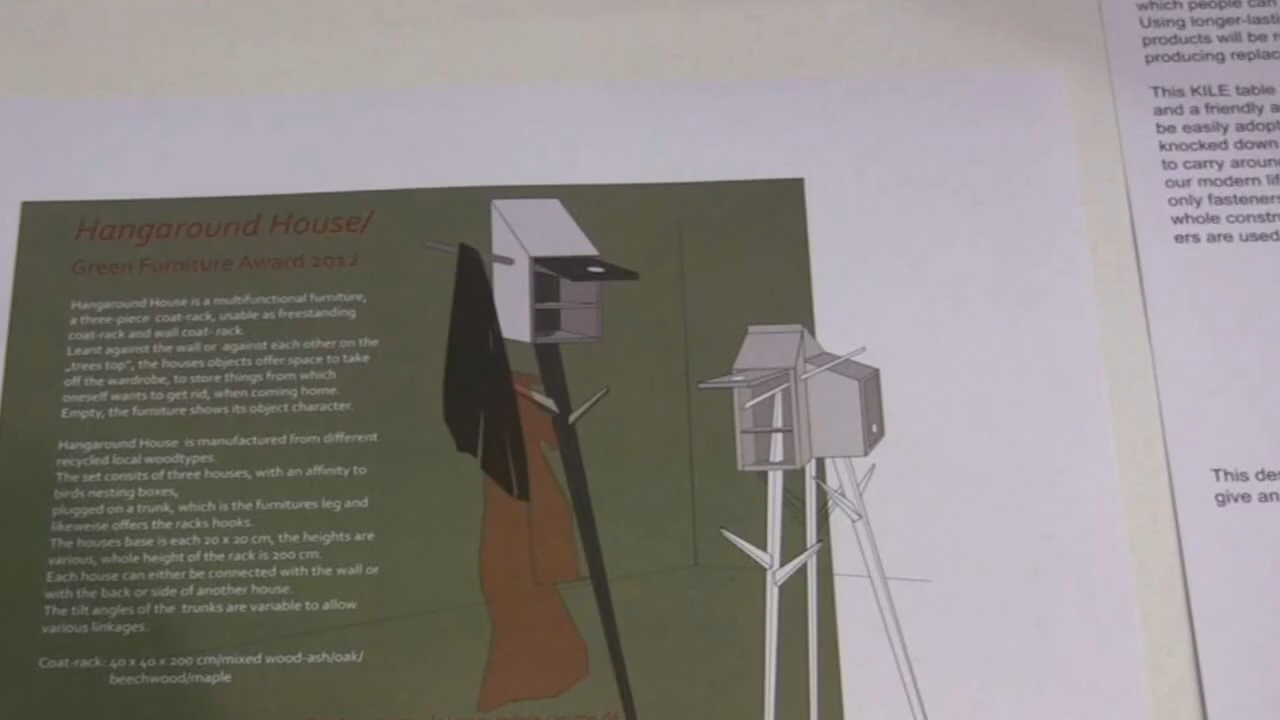 Hangaround House/
Green Furniture Award 2012
Hangaround House is a multifunctional furniture,
a three-piece coat-rack, usable as freestanding
coat-rack and wall coat- rack.
Leant against the wall or against each other on the
„trees top", the houses objects offer space to take
off the wardrobe, to store things from which
oneself wants to get rid, when coming home.
Empty, the furniture shows its object character.
Hangaround House is manufactured from different
recycled local woodtypes.
The set consits of three houses, with an affinity to
birds nesting boxes,
plugged on a trunk, which is the furnitures leg and
likeweise offers the racks hooks.
The houses base is each 20 x 20 cm, the heights are
various, whole height of the rack is 200 cm.
Each house can either be connected with the wall or
with the back or side of another house.
The tilt angles of the trunks are variable to allow
various linkages.
Coat-rack: 40 x 40 x 200 cm/mixed wood-ash/oak/
beechwood/maple
which people can
Using longer-lasti
products will be
producing replac
This KILE table
and a friendly a
be easily adopt
knocked down
to carry aroun
our modern lif
only fasteners
whole constr
ers are used
This des
give an